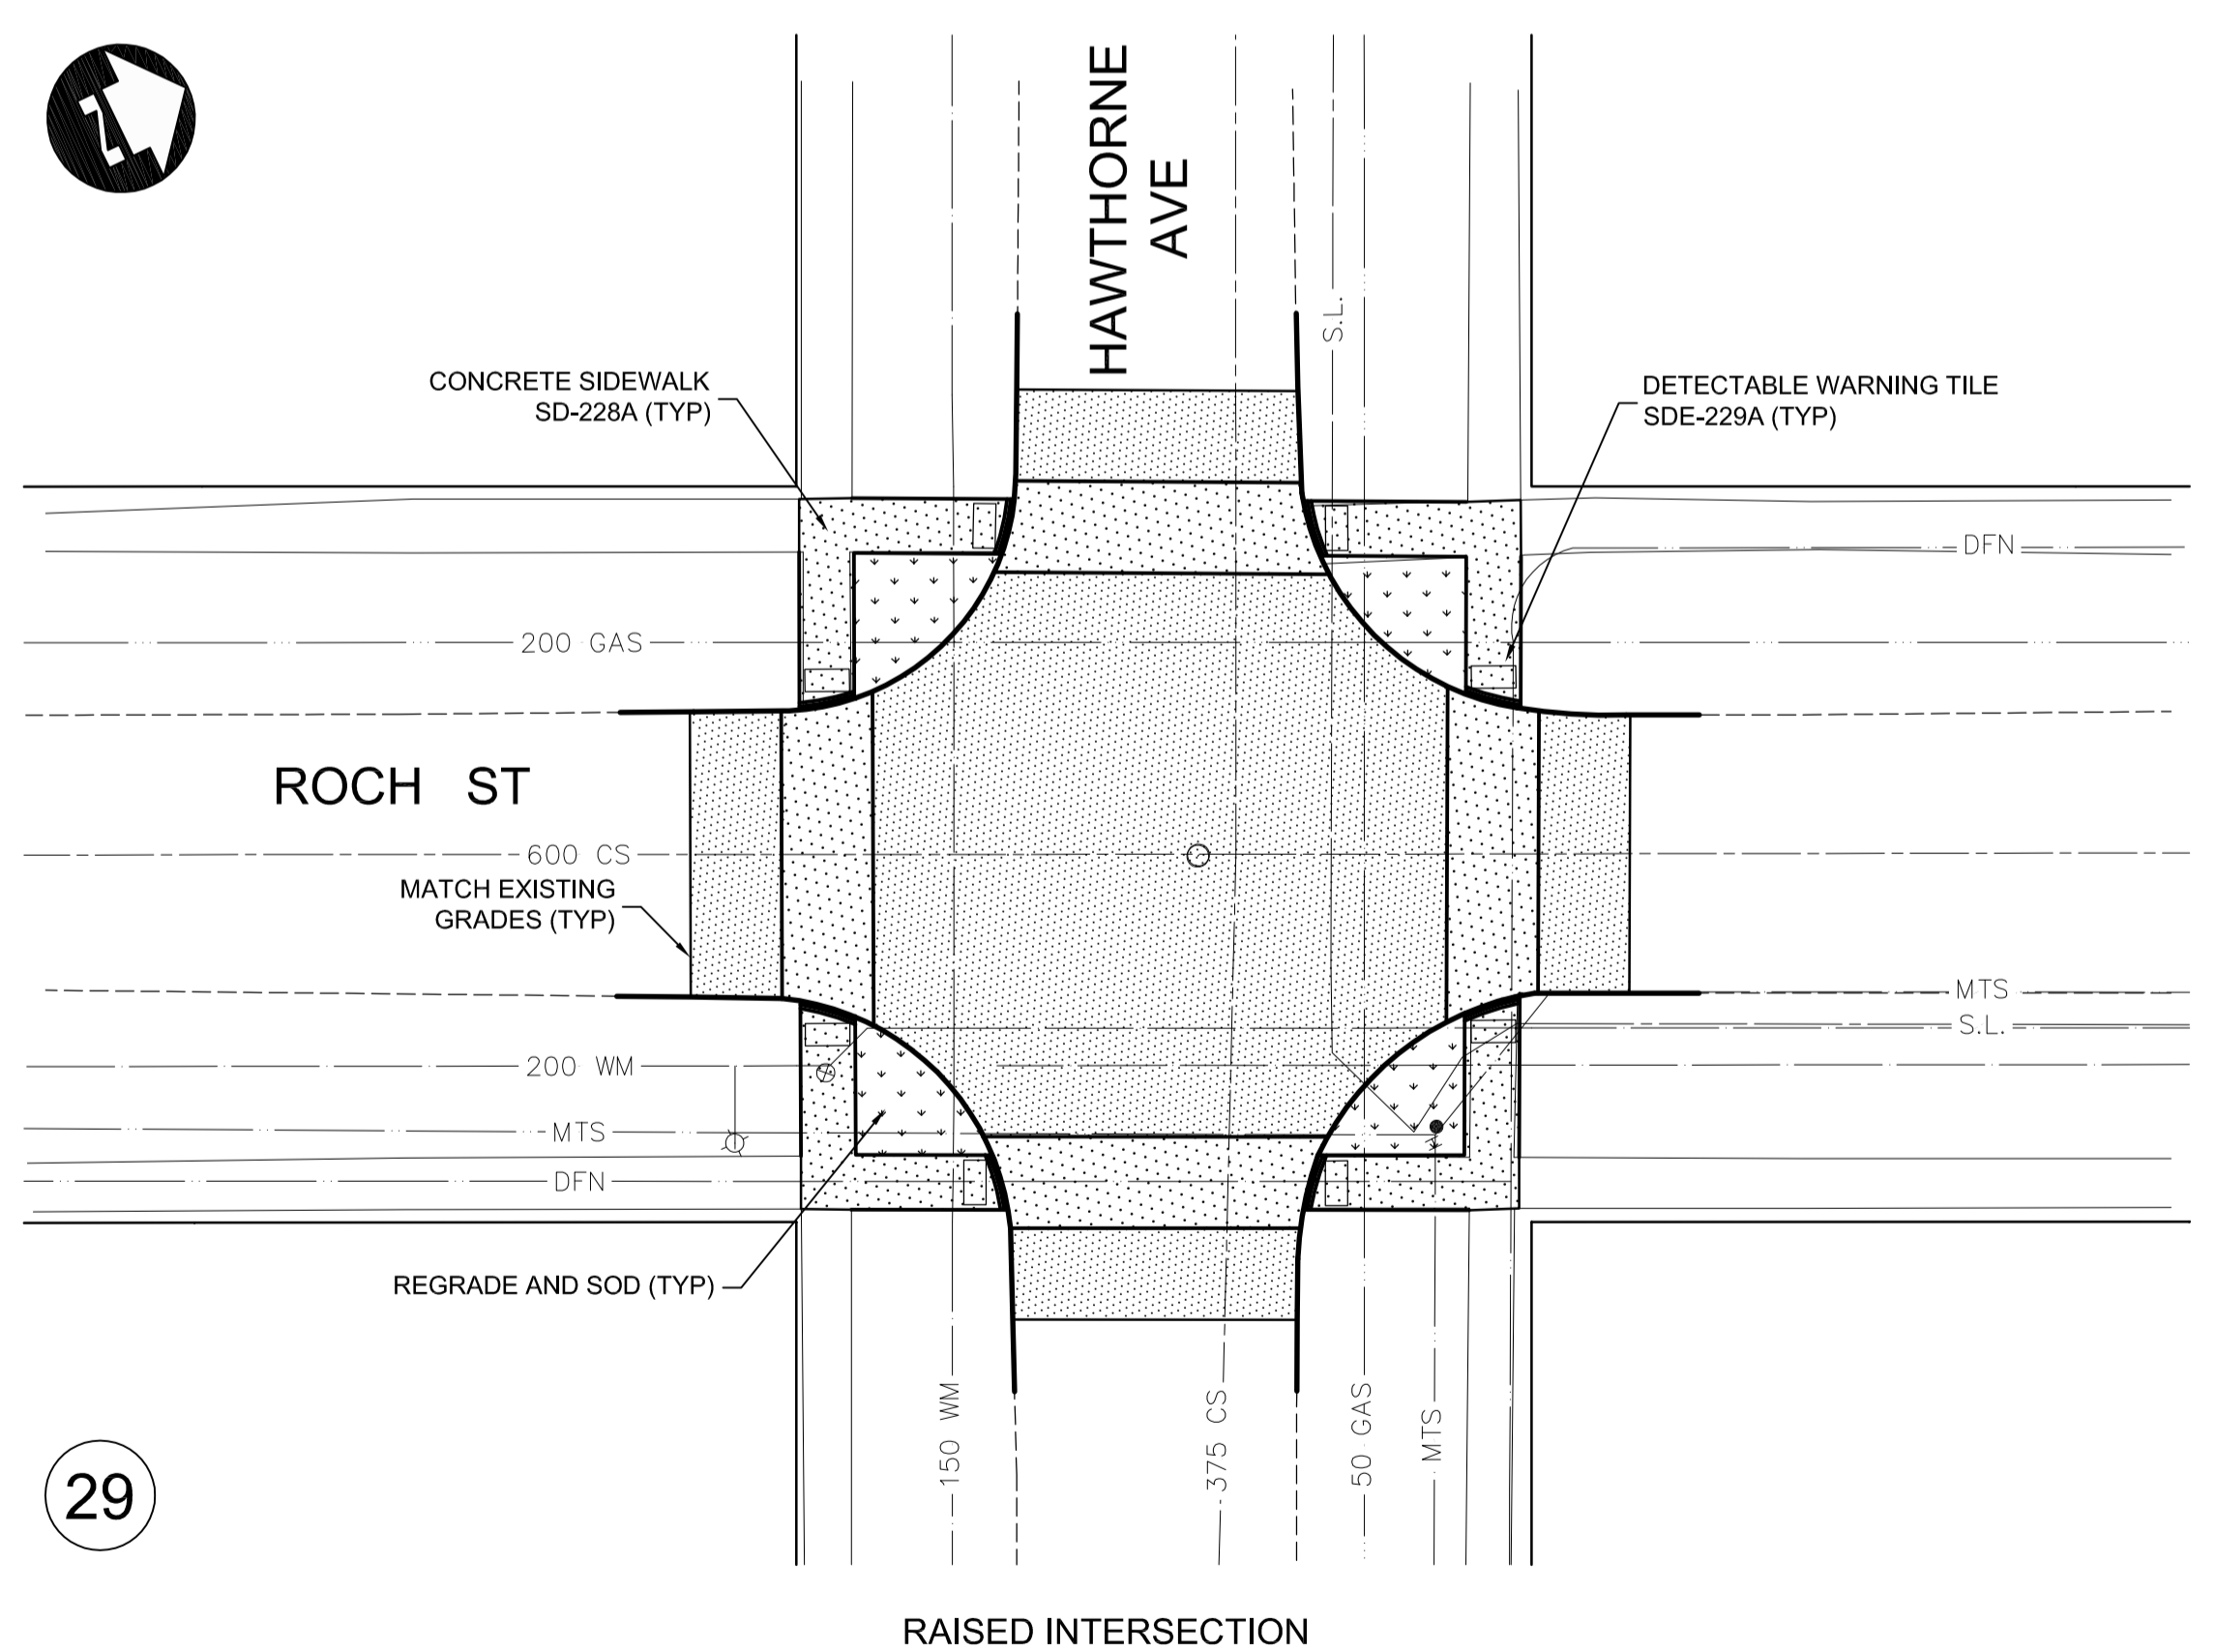 N
HAWTHORNE
AVE
S.L.
CONCRETE SIDEWALK
SD-228A (TYP)
DETECTABLE WARNING TILE
SDE-229A (TYP)
DFN
200 GAS
ROCH ST
600 CS
MATCH EXISTING
GRADES (TYP)
MTS
S.L.
200 WM
MTS
DFN
REGRADE AND SOD (TYP)
150 WM
375 CS
50 GAS
MTS
29
RAISED INTERSECTION